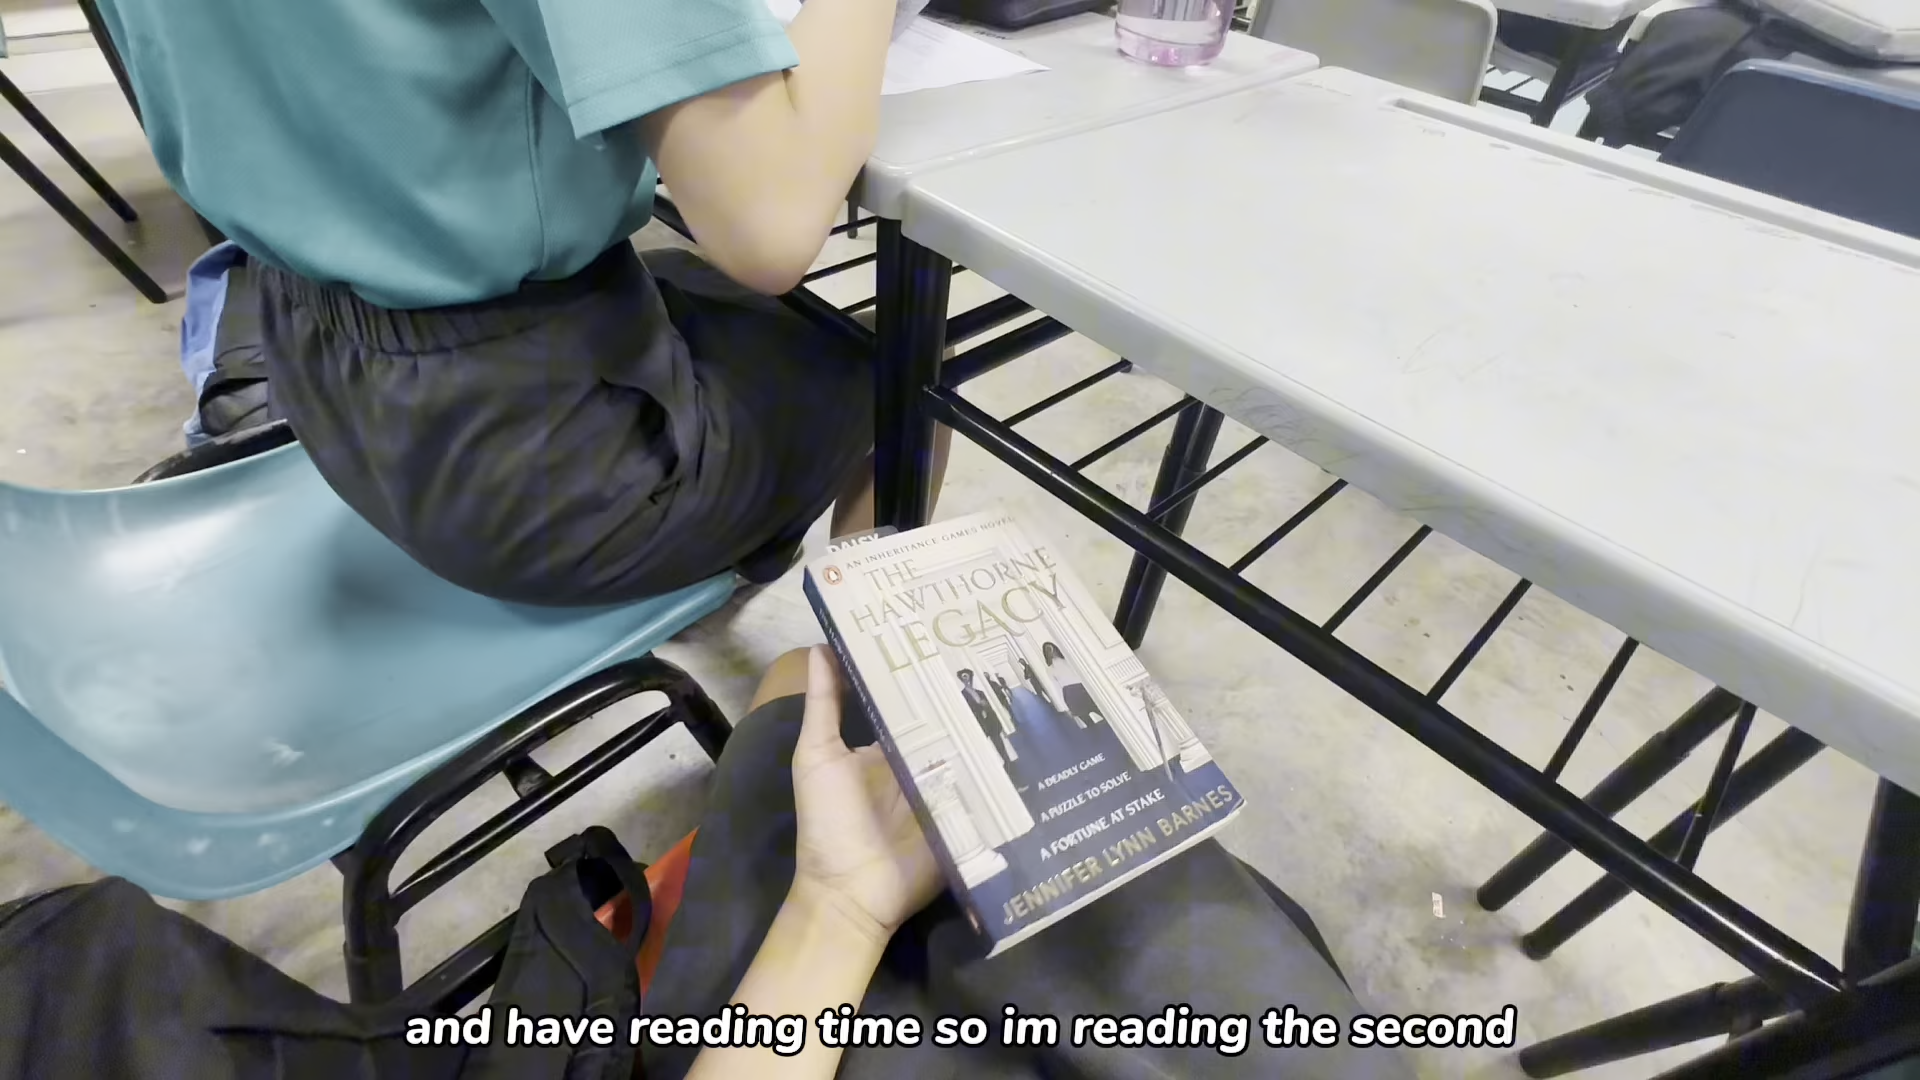 DAISY
AN INHERITANCE GAMES NOVEL
THE
HAWTHORNE
LEGACY
A DEADLY GAME
A PUZZLE TO SOLVE
A FORTUNE AT STAKE
JENNIFER LYNN BARNES
and have reading time so im reading the second